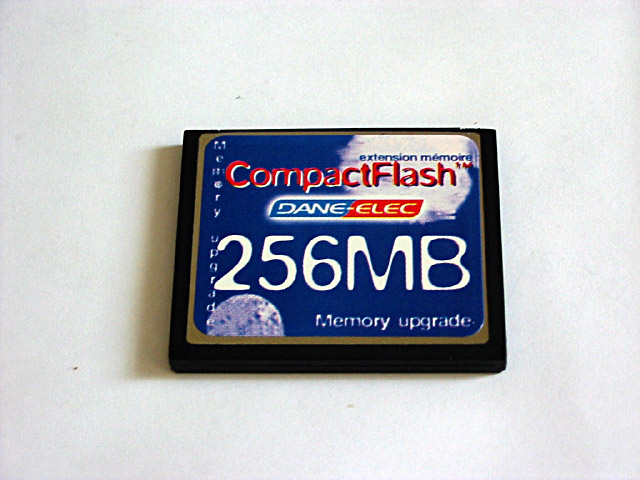 extension mémoire
CompactFlash™
DANE-ELEC
256MB
Memory upgrade
Memory upgrade